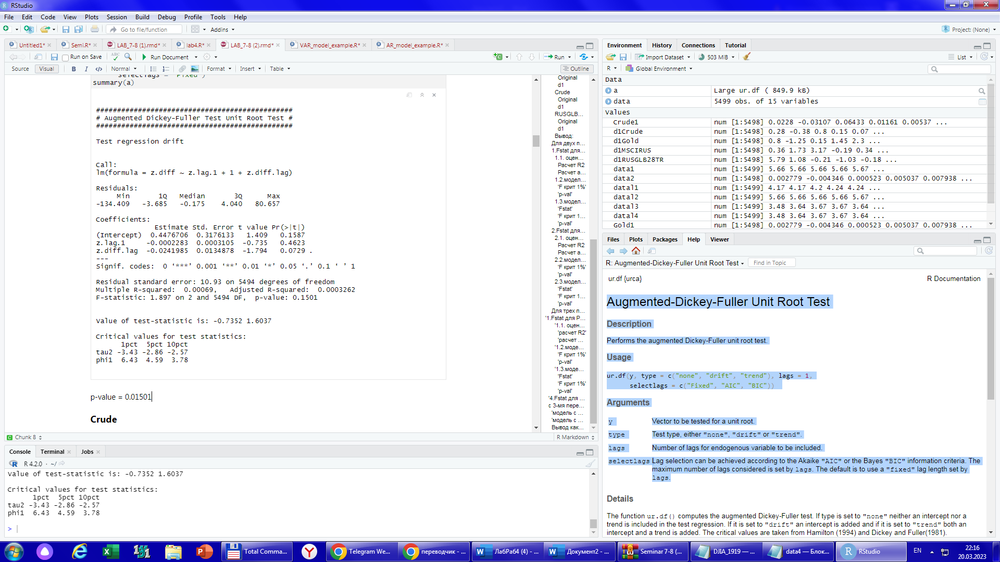 RStudio
File Edit Code View Plots Session Build Debug Profile Tools Help
Go to file/function Addins Project: (None)
Untitled1* Semi.R* LAB_7-8 (1).rmd* lab4.R* LAB_7-8 (2).rmd* VAR_model_example.R* AR_model_example.R*
Run on Save ABC Run Document Run
Source Visual B I </> Normal Format Insert Table Outline
selectlags = "Fixed")
summary(a)
###############################################
# Augmented Dickey-Fuller Test Unit Root Test #
###############################################
Test regression drift
Call:
lm(formula = z.diff ~ z.lag.1 + 1 + z.diff.lag)
Residuals:
Min 1Q Median 3Q Max
-134.409 -3.685 -0.175 4.040 80.657
Coefficients:
Estimate Std. Error t value Pr(>|t|)
(Intercept) 0.4476706 0.3176133 1.409 0.1587
z.lag.1 -0.0002283 0.0003105 -0.735 0.4623
z.diff.lag -0.0241985 0.0134878 -1.794 0.0729 .
---
Signif. codes: 0 ‘***’ 0.001 ‘**’ 0.01 ‘*’ 0.05 ‘.’ 0.1 ‘ ’ 1
Residual standard error: 10.93 on 5494 degrees of freedom
Multiple R-squared: 0.00069, Adjusted R-squared: 0.0003262
F-statistic: 1.897 on 2 and 5494 DF, p-value: 0.1501
Value of test-statistic is: -0.7352 1.6037
Critical values for test statistics:
1pct 5pct 10pct
tau2 -3.43 -2.86 -2.57
phi1 6.43 4.59 3.78
p-value = 0.01501
Crude
Chunk 8 R Markdown
Original
d1
Crude
Original
d1
RUSGLB...
Original
d1
Вывод:
Для двух п...
1.Fstat для...
1.1. оцен...
Расчет R2
Расчет а...
1.2.модел...
'F крит 1%'
'p-val'
1.3.модел...
'Fstat'
'F крит 1...
'p-val'
2.Fstat для...
2.1. оцен...
Расчет R2
Расчет а...
2.2.модел...
'F крит 1%'
'p-val'
2.3.модел...
'Fstat'
'F крит 1...
'p-val'
Для трех п...
'1.Fstat для Р...
'1.1. оцен...
'расчет R2'
'расчет ...
'1.2.моде...
'F крит 1%'
'p-val'
'1.3.моде...
'Fstat'
'F крит 1%'
'p-val'
'4.Fstat для ...
с 3-мя пере...
'модель с ...
'модель с ...
Вывод как...
Console Terminal Jobs
R 4.2.0 · ~/
Value of test-statistic is: -0.7352 1.6037
Critical values for test statistics:
1pct 5pct 10pct
tau2 -3.43 -2.86 -2.57
phi1 6.43 4.59 3.78
>
Environment History Connections Tutorial
Import Dataset 503 MiB List
R Global Environment
Data
a Large ur.df ( 849.9 kB)
data 5499 obs. of 15 variables
Values
Crude1 num [1:5498] 0.0228 -0.03107 0.06433 0.01161 0.00537 ...
d1Crude num [1:5498] 0.28 -0.38 0.8 0.15 0.07 ...
d1Gold num [1:5498] 0.8 -1.25 0.15 1.45 2.3 ...
d1MSCIRUS num [1:5498] 0.36 1.73 3.17 -0.19 0.34 ...
d1RUSGLB28TR num [1:5498] 5.79 1.08 -0.21 -1.03 -0.18 ...
data1 num [1:5499] 5.66 5.66 5.66 5.66 5.67 ...
data2 num [1:5498] 0.002779 -0.004346 0.000523 0.005037 0.007938 ...
datal1 num [1:5499] 4.17 4.17 4.2 4.24 4.24 ...
datal2 num [1:5499] 5.66 5.66 5.66 5.66 5.67 ...
datal3 num [1:5499] 3.48 3.64 3.67 3.67 3.64 ...
datal4 num [1:5499] 3.48 3.64 3.67 3.67 3.64 ...
Gold1 num [1:5498] 0.002779 -0.004346 0.000523 0.005037 0.007938 ...
Files Plots Packages Help Viewer
R: Augmented-Dickey-Fuller Unit Root Test Find in Topic
ur.df {urca} R Documentation
Augmented-Dickey-Fuller Unit Root Test
Description
Performs the augmented Dickey-Fuller unit root test.
Usage
ur.df(y, type = c("none", "drift", "trend"), lags = 1,
selectlags = c("Fixed", "AIC", "BIC"))
Arguments
y Vector to be tested for a unit root.
type Test type, either "none", "drift" or "trend".
lags Number of lags for endogenous variable to be included.
selectlags Lag selection can be achieved according to the Akaike "AIC" or the Bayes "BIC" information criteria. The
maximum number of lags considered is set by lags. The default is to use a "fixed" lag length set by
lags.
Details
The function ur.df() computes the augmented Dickey-Fuller test. If type is set to "none" neither an intercept nor a
trend is included in the test regression. If it is set to "drift" an intercept is added and if it is set to "trend" both
an intercept and a trend is added. The critical values are taken from Hamilton (1994) and Dickey and Fuller(1981).
Total Comma... Telegram We... переводчик - ... ЛабРаб4 (4) - ... Документ2 - ... Seminar 7-8 (... DJIA_1919 — ... data4 — Блок... RStudio EN 22:16
20.03.2023